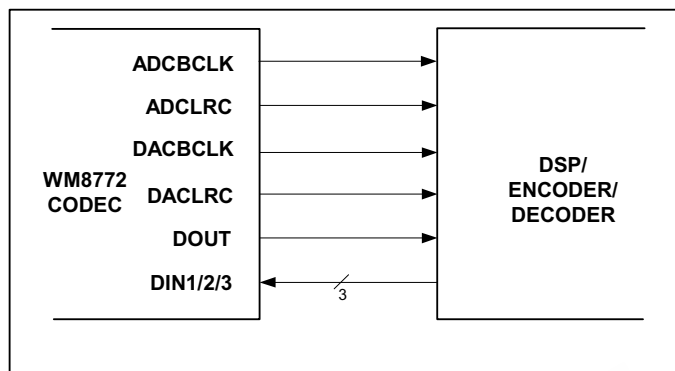 ADCBCLK
ADCLRC
DACBCLK
WM8772
CODEC
DACLRC
DOUT
DIN1/2/3
3
DSP/
ENCODER/
DECODER